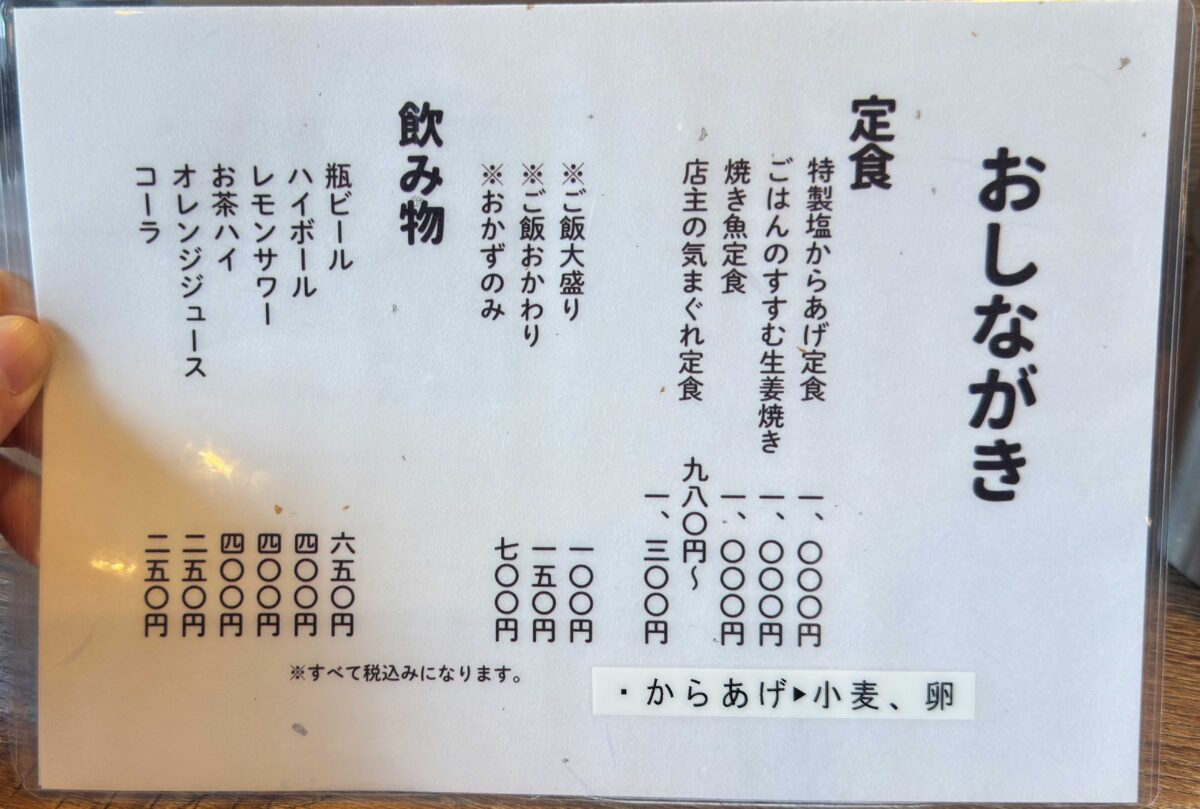 おしながき
定食
特製塩からあげ定食 一、〇〇〇円
ごはんのすすむ生姜焼き 一、〇〇〇円
焼き魚定食 一、〇〇〇円
店主の気まぐれ定食 九八〇円〜
一、三〇〇円
※ご飯大盛り 一〇〇円
※ご飯おかわり 一五〇円
※おかずのみ 七〇〇円
飲み物
瓶ビール 六五〇円
ハイボール 四〇〇円
レモンサワー 四〇〇円
お茶ハイ 四〇〇円
オレンジジュース 二五〇円
コーラ 二五〇円
※すべて税込みになります。
・からあげ▶小麦、卵